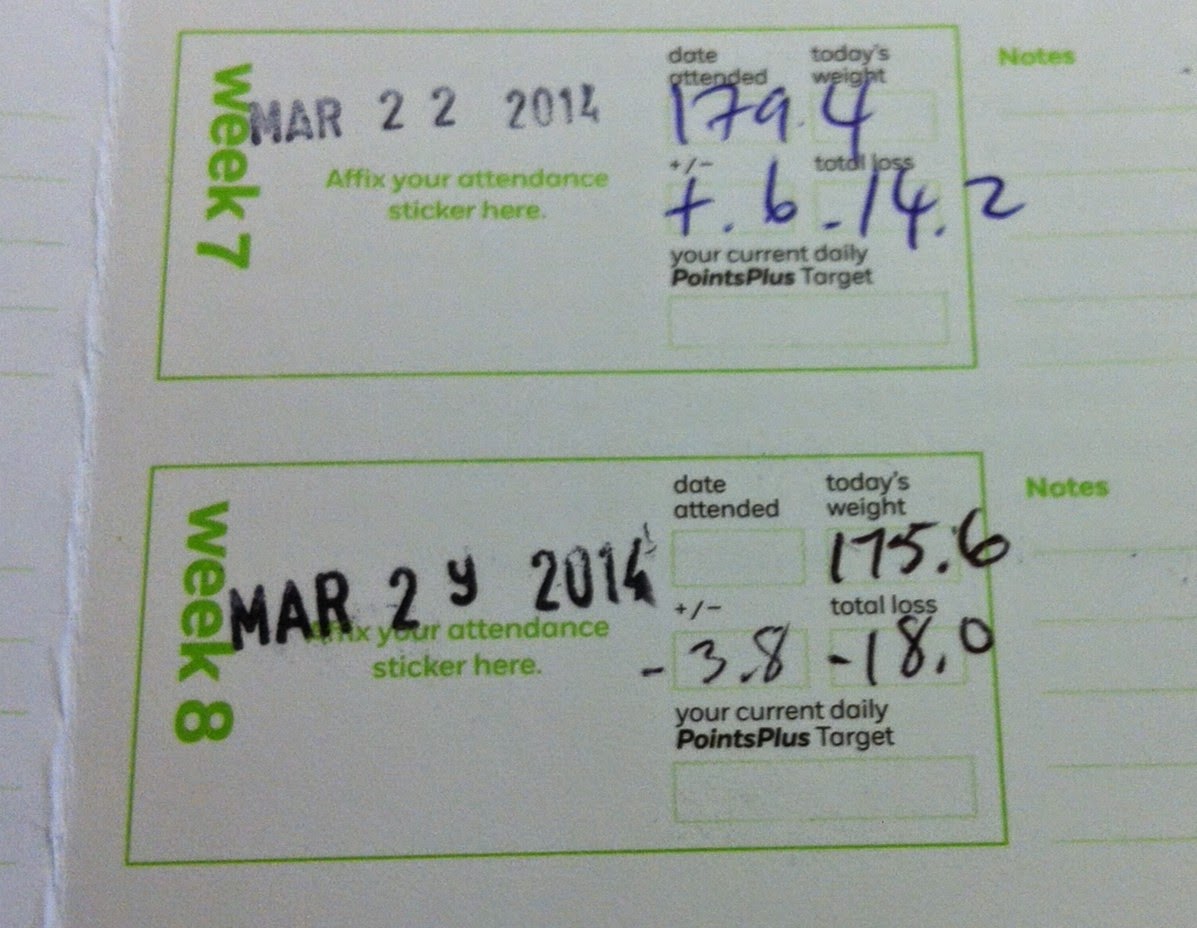 week 7
MAR 22 2014
Affix your attendance
sticker here.
date attended
today's weight
179.4
+/-
total loss
+.6
-14.2
your current daily
PointsPlus Target
Notes
week 8
MAR 29 2014
Affix your attendance
sticker here.
date attended
today's weight
175.6
+/-
total loss
-3.8
-18.0
your current daily
PointsPlus Target
Notes